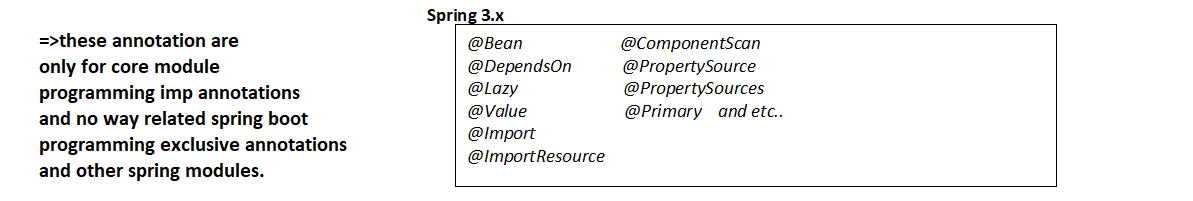 Spring 3.x
=>these annotation are
only for core module
programming imp annotations
and no way related spring boot
programming exclusive annotations
and other spring modules.
@Bean @ComponentScan
@DependsOn @PropertySource
@Lazy @PropertySources
@Value @Primary and etc..
@Import
@ImportResource